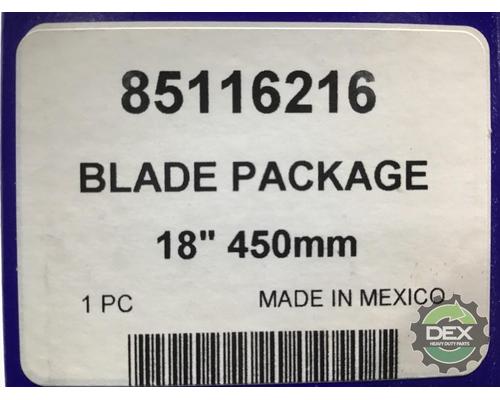 85116216
BLADE PACKAGE
18" 450mm
1 PC MADE IN MEXICO
DEX
HEAVY DUTY PARTS